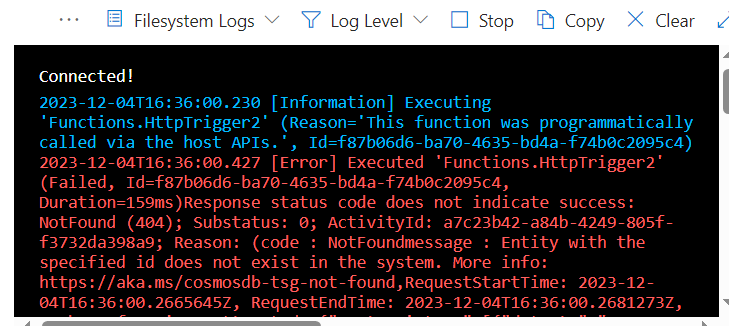 ··· Filesystem Logs Log Level Stop Copy Clear
Connected!
2023-12-04T16:36:00.230 [Information] Executing
'Functions.HttpTrigger2' (Reason='This function was programmatically
called via the host APIs.', Id=f87b06d6-ba70-4635-bd4a-f74b0c2095c4)
2023-12-04T16:36:00.427 [Error] Executed 'Functions.HttpTrigger2'
(Failed, Id=f87b06d6-ba70-4635-bd4a-f74b0c2095c4,
Duration=159ms)Response status code does not indicate success:
NotFound (404); Substatus: 0; ActivityId: a7c23b42-a84b-4249-805f-
f3732da398a9; Reason: (code : NotFoundmessage : Entity with the
specified id does not exist in the system. More info:
https://aka.ms/cosmosdb-tsg-not-found,RequestStartTime: 2023-12-
04T16:36:00.2665645Z, RequestEndTime: 2023-12-04T16:36:00.2681273Z,